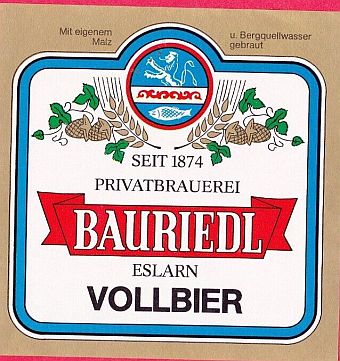 Mit eigenem
Malz
u. Bergquellwasser
gebraut
SEIT 1874
PRIVATBRAUEREI
BAURIEDL
ESLARN
VOLLBIER